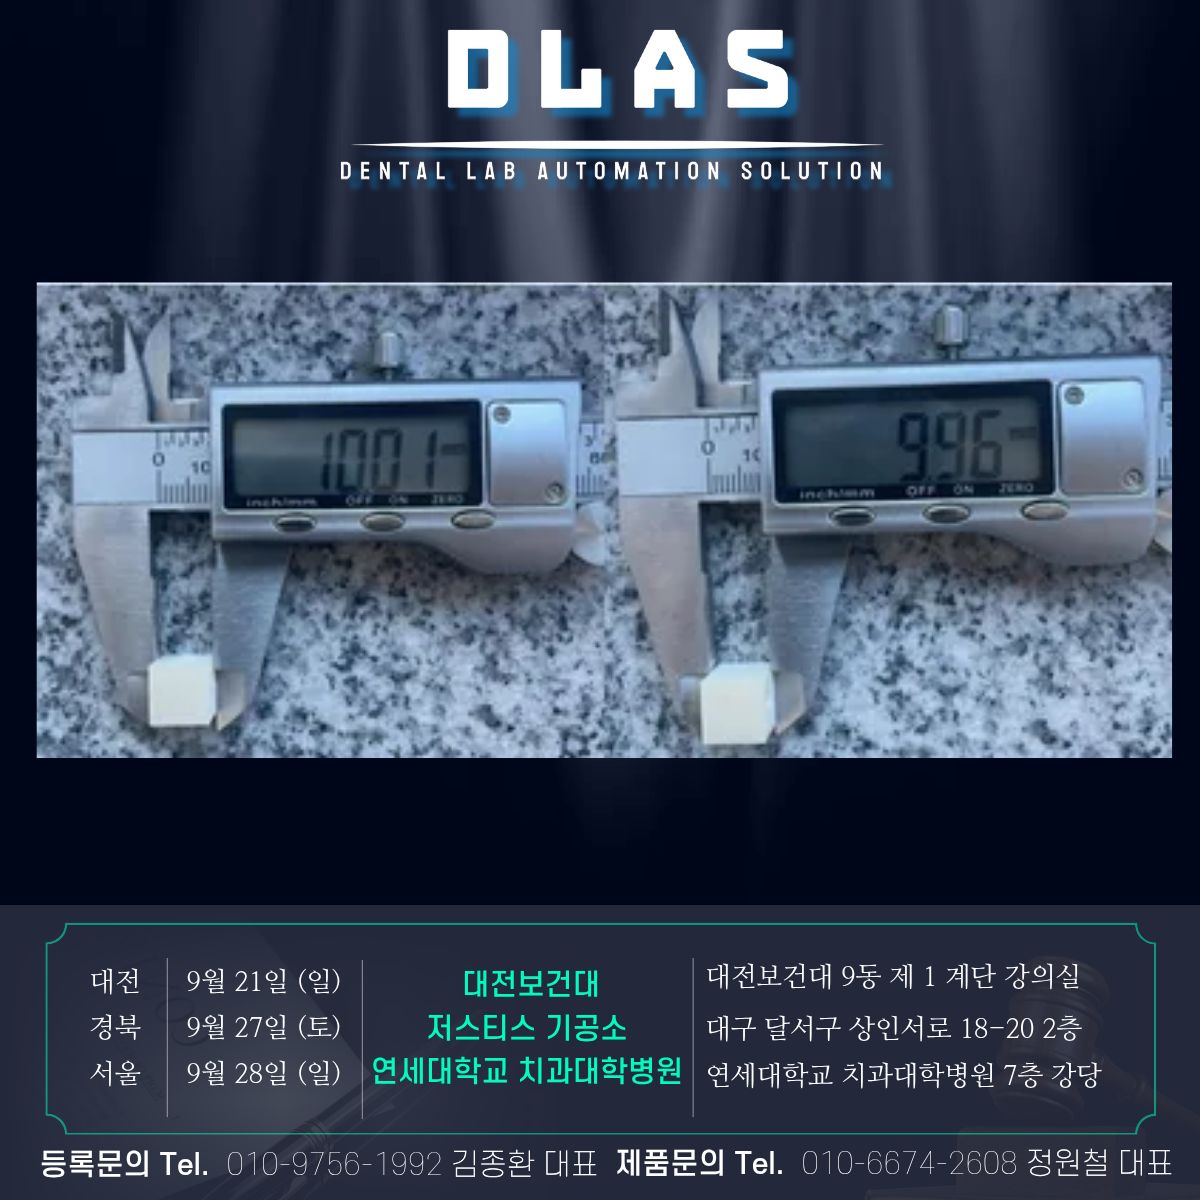 DLAS
DENTAL LAB AUTOMATION SOLUTION
10.01 mm
0 10
inch/mm OFF ON ZERO
9.96
0 10
inch/mm OFF ON ZERO
대전 9월 21일 (일) 대전보건대 대전보건대 9동 제 1 계단 강의실
경북 9월 27일 (토) 저스티스 기공소 대구 달서구 상인서로 18-20 2층
서울 9월 28일 (일) 연세대학교 치과대학병원 연세대학교 치과대학병원 7층 강당
등록문의 Tel. 010-9756-1992 김종환 대표 제품문의 Tel. 010-6674-2608 정원철 대표